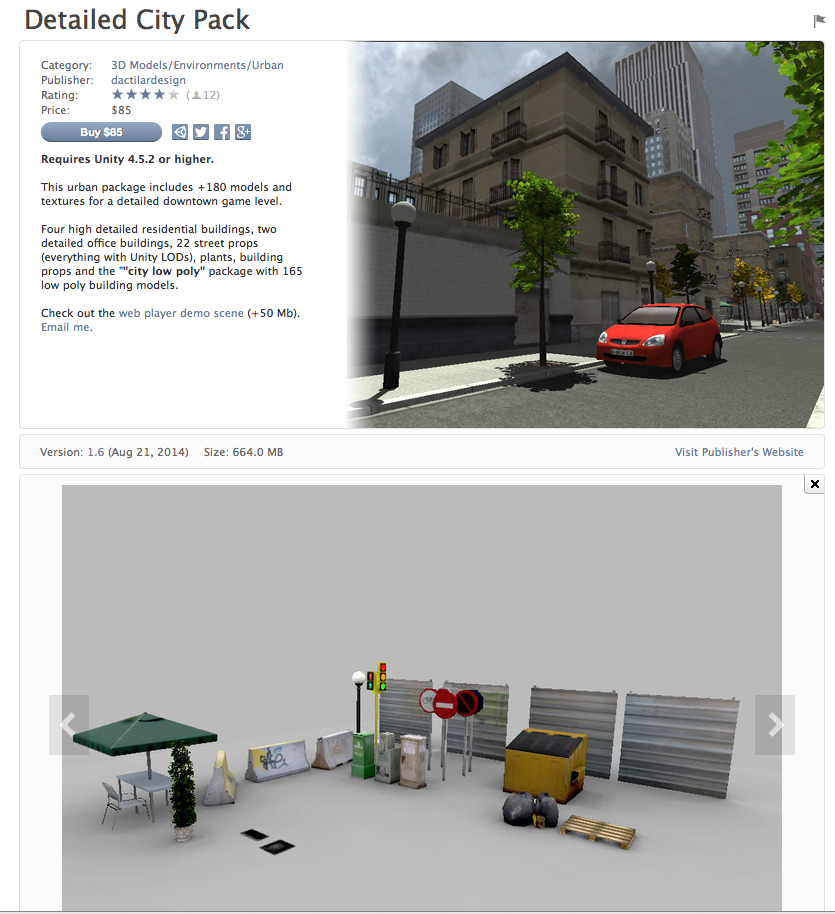 Detailed City Pack
Category: 3D Models/Environments/Urban
Publisher: dactilardesign
Rating: (12)
Price: $85
Buy $85
Requires Unity 4.5.2 or higher.
This urban package includes +180 models and
textures for a detailed downtown game level.
Four high detailed residential buildings, two
detailed office buildings, 22 street props
(everything with Unity LODs), plants, building
props and the ""city low poly" package with 165
low poly building models.
Check out the web player demo scene (+50 Mb).
Email me.
Version: 1.6 (Aug 21, 2014) Size: 664.0 MB
Visit Publisher's Website